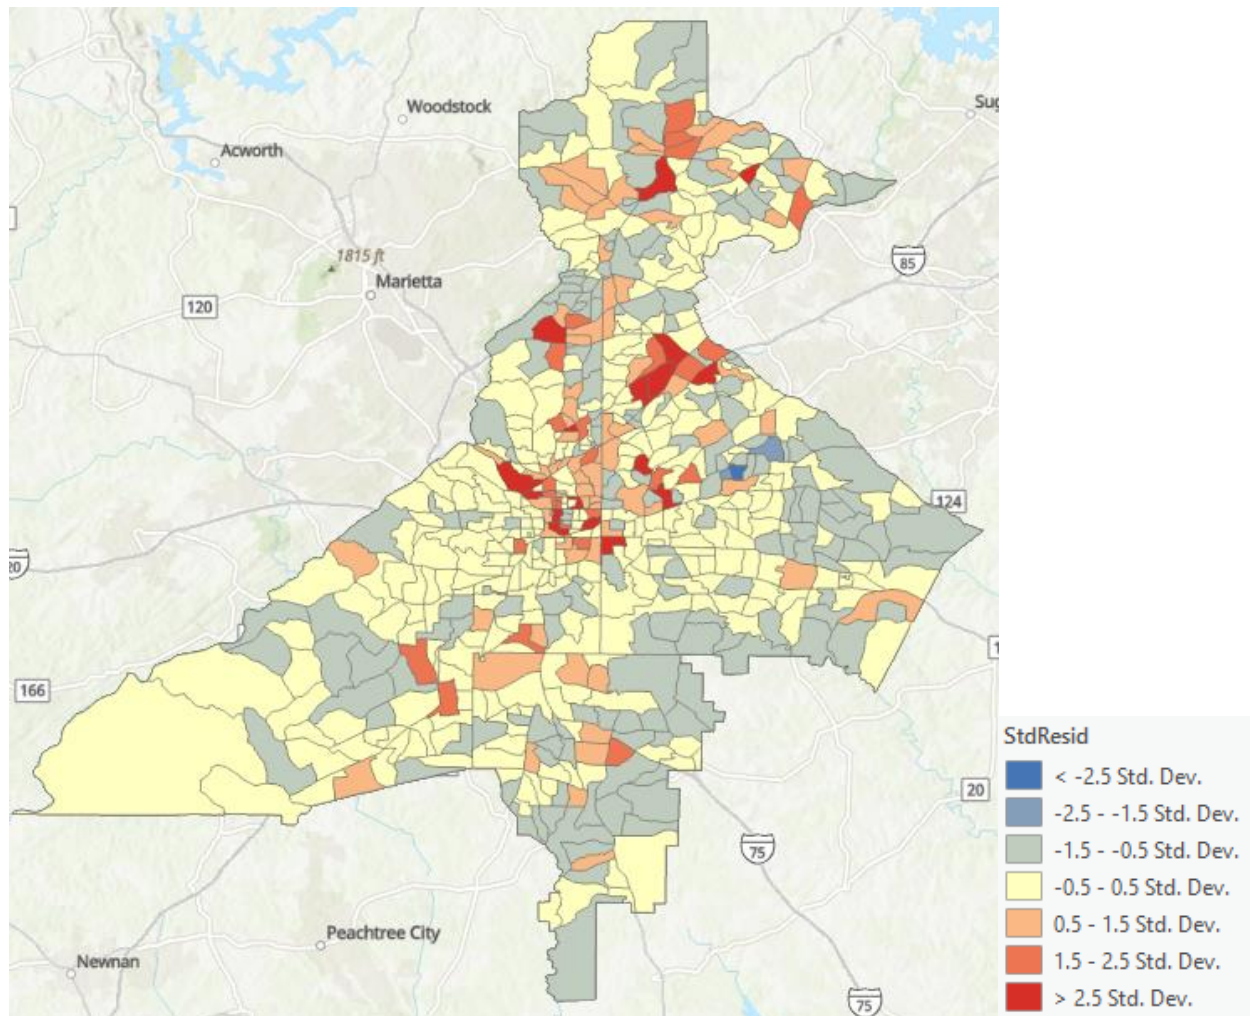 Woodstock
Sug
Acworth
1815 ft
85
Marietta
120
124
20
166
1
StdResid
< -2.5 Std. Dev.
-2.5 - -1.5 Std. Dev.
20
-1.5 - -0.5 Std. Dev.
75
-0.5 - 0.5 Std. Dev.
0.5 - 1.5 Std. Dev.
Peachtree City
Newnan
1.5 - 2.5 Std. Dev.
75
> 2.5 Std. Dev.